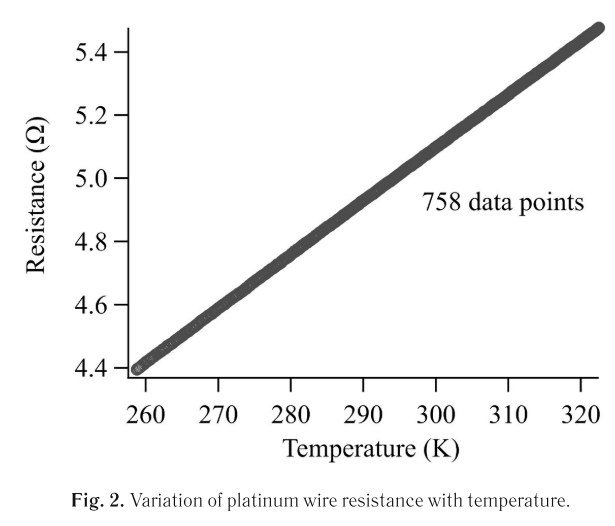 5.4
5.2
5.0
4.8
4.6
4.4
Resistance (Ω)
758 data points
260 270 280 290 300 310 320
Temperature (K)
Fig. 2. Variation of platinum wire resistance with temperature.